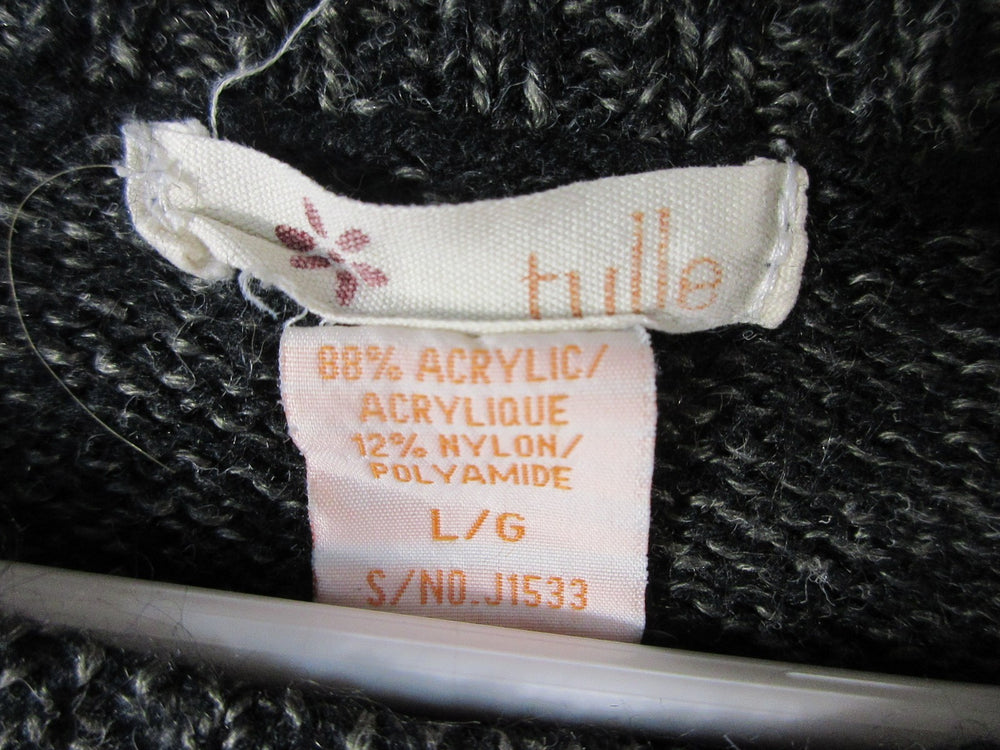 tulle
88% ACRYLIC/
ACRYLIQUE
12% NYLON/
POLYAMIDE
L/G
S/NO.J1533